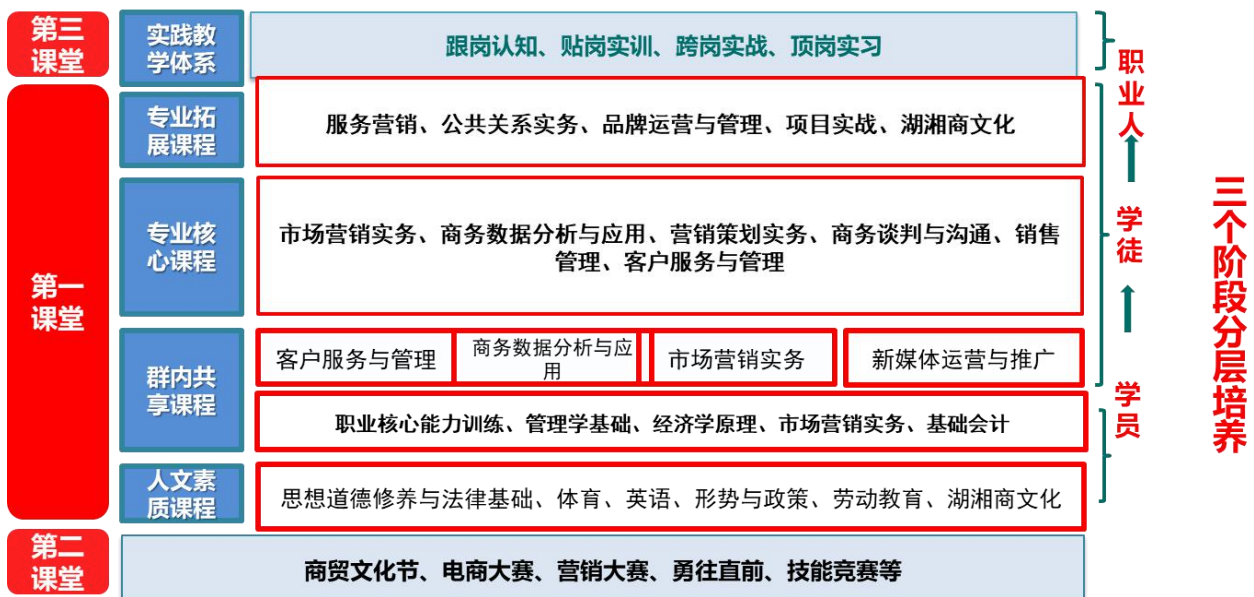 第三
课堂
实践教
学体系
跟岗认知、贴岗实训、跨岗实战、顶岗实习
专业拓
展课程
服务营销、公共关系实务、品牌运营与管理、项目实战、湖湘商文化
第一
课堂
专业核
心课程
市场营销实务、商务数据分析与应用、营销策划实务、商务谈判与沟通、销售
管理、客户服务与管理
群内共
享课程
客户服务与管理
商务数据分析与应
用
市场营销实务
新媒体运营与推广
职业核心能力训练、管理学基础、经济学原理、市场营销实务、基础会计
人文素
质课程
思想道德修养与法律基础、体育、英语、形势与政策、劳动教育、湖湘商文化
第二
课堂
商贸文化节、电商大赛、营销大赛、勇往直前、技能竞赛等
职业人
学徒
学员
三个阶段分层培养